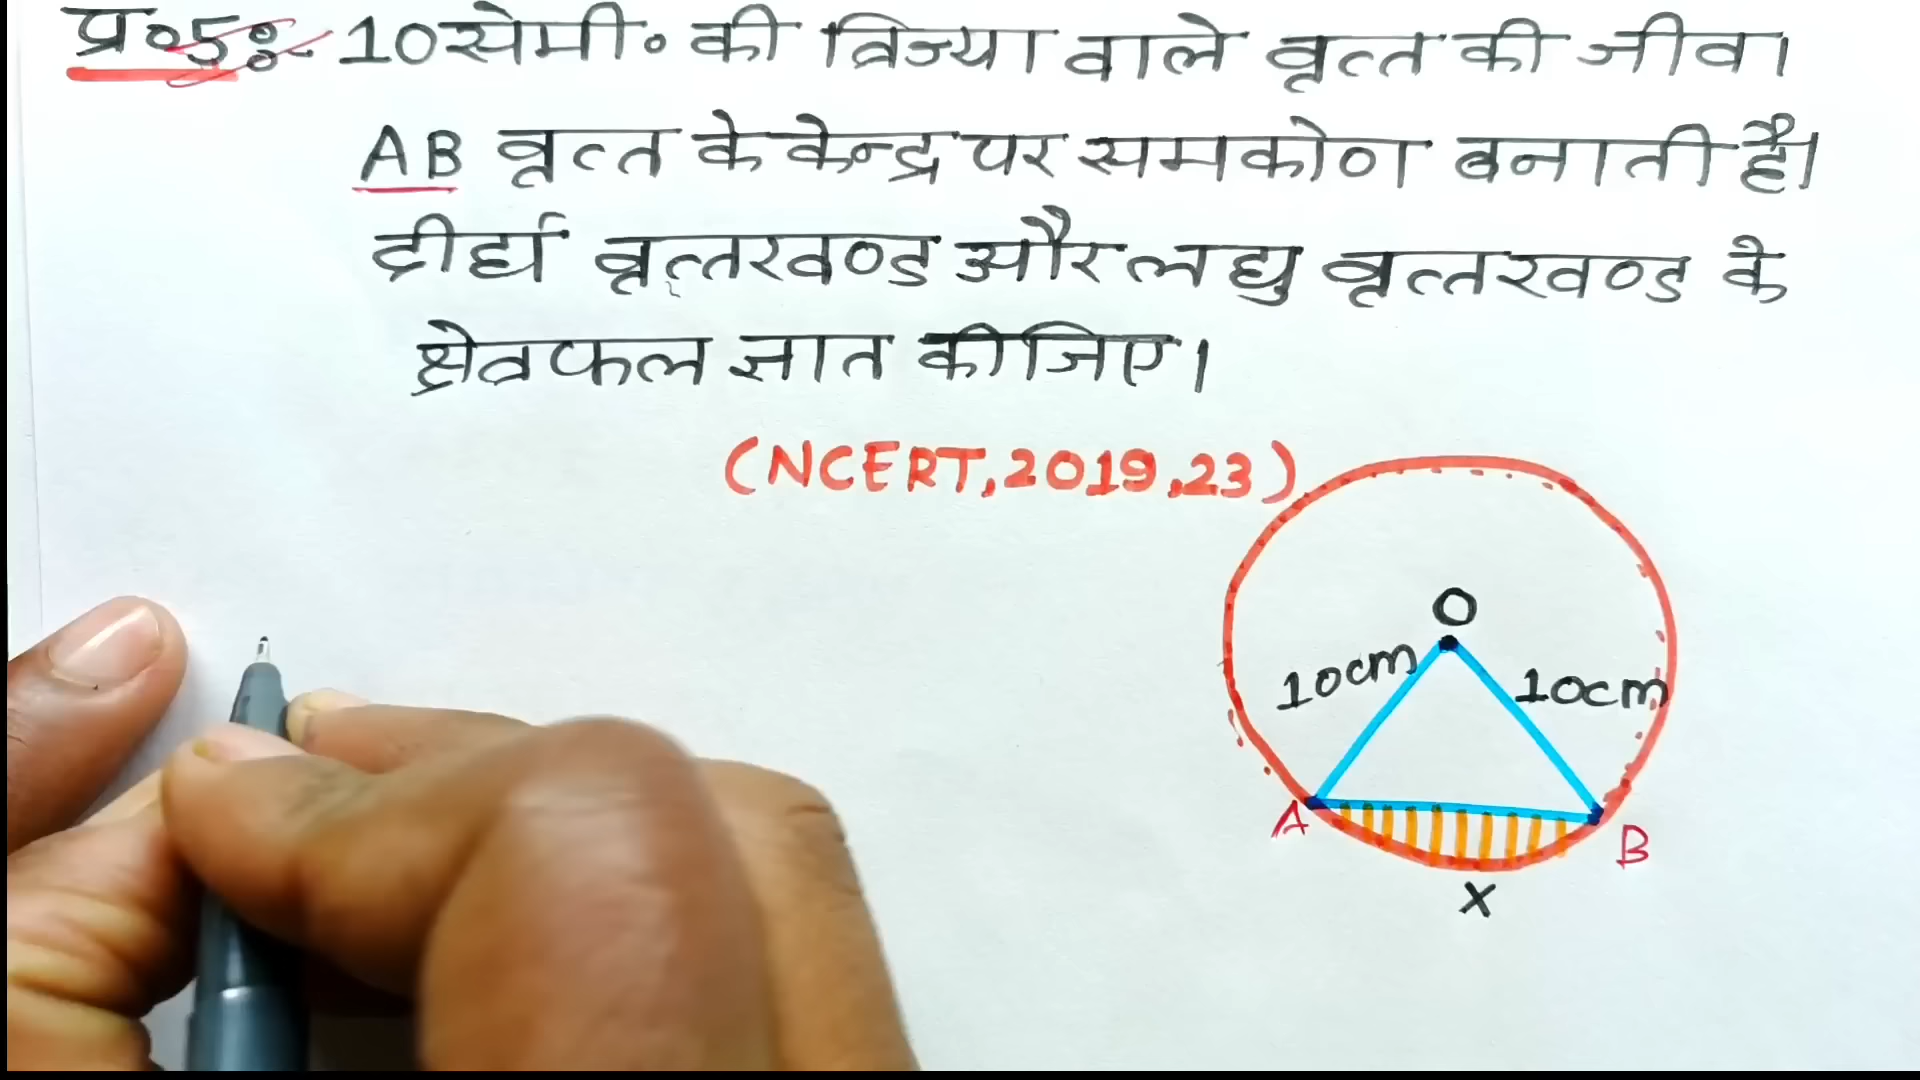 प्र०5:- 10सेमी० की त्रिज्या वाले वृत्त की जीवा
AB वृत्त के केन्द्र पर समकोण बनाती है।
दीर्घ वृत्तखण्ड और लघु वृत्तखण्ड के
क्षेत्रफल ज्ञात कीजिए।
(NCERT,2019,23)
O
10cm 10cm
A B
X